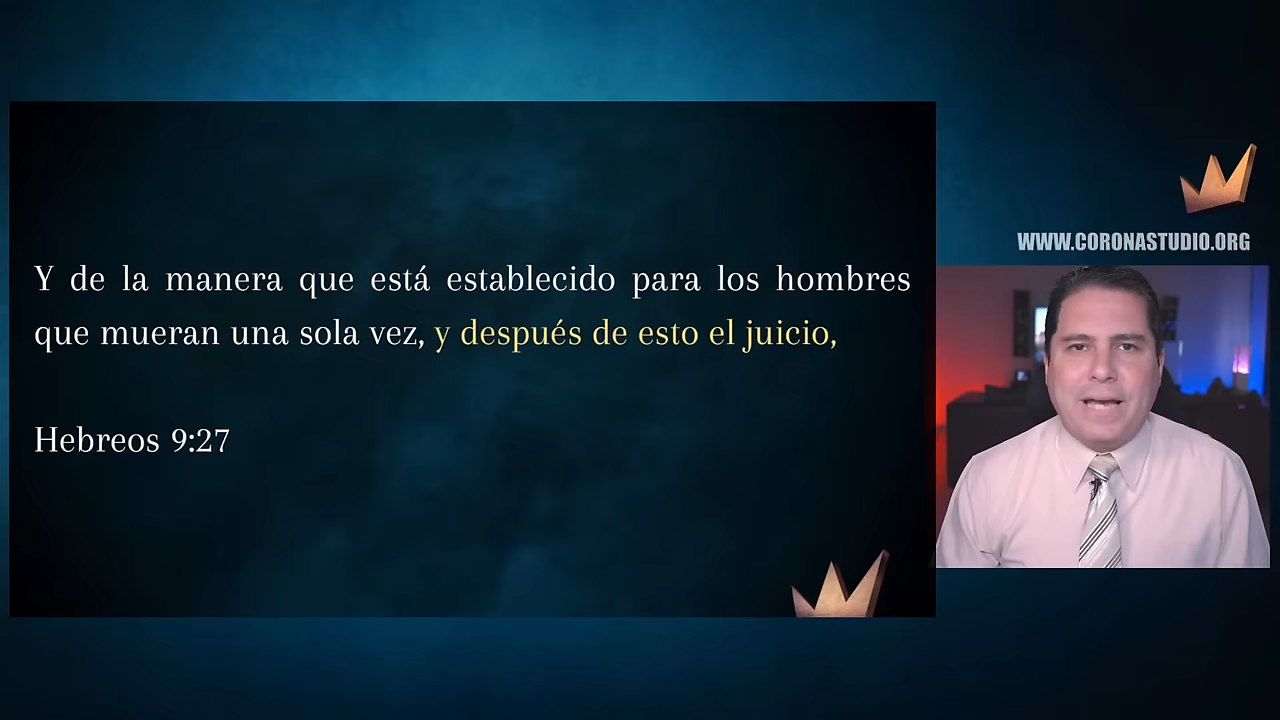 Y de la manera que está establecido para los hombres
que mueran una sola vez, y después de esto el juicio,
Hebreos 9:27
WWW.CORONASTUDIO.ORG